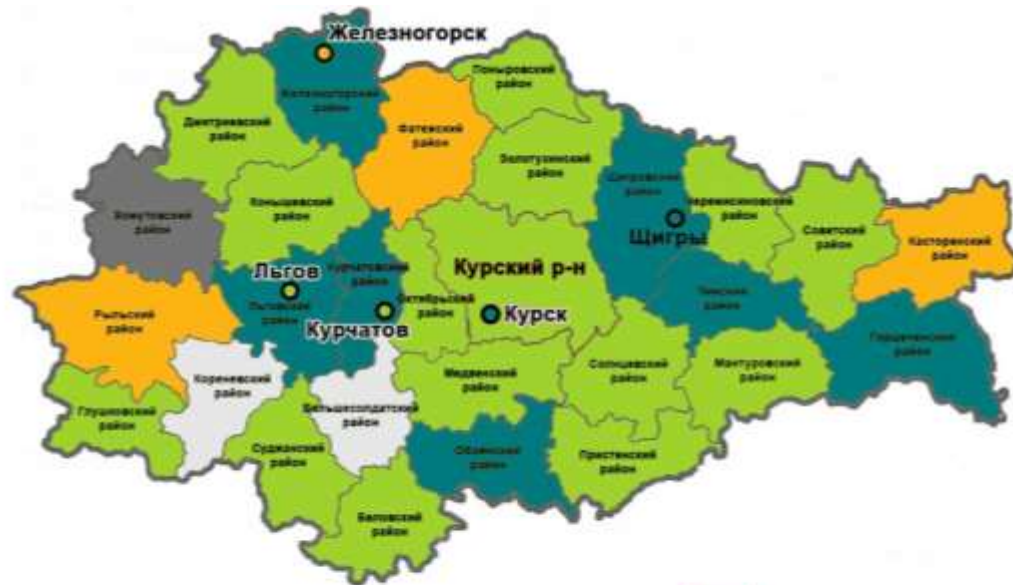 Железногорск
Железногорский
район
Поныровский
район
Дмитриевский
район
Фатежский
район
Золотухинский
район
Щигровский
район
Черемисиновский
район
Советский
район
Касторенский
район
Хомутовский
район
Конышевский
район
Щигры
Курский р-н
Льгов
Льговский
район
Курчатовский
район
Курчатов
Октябрьский
район
Курск
Тимский
район
Горшеченский
район
Рыльский
район
Кореневский
район
Медвенский
район
Солнцевский
район
Мантуровский
район
Глушковский
район
Большесолдатский
район
Суджанский
район
Обоянский
район
Пристенский
район
Беловский
район